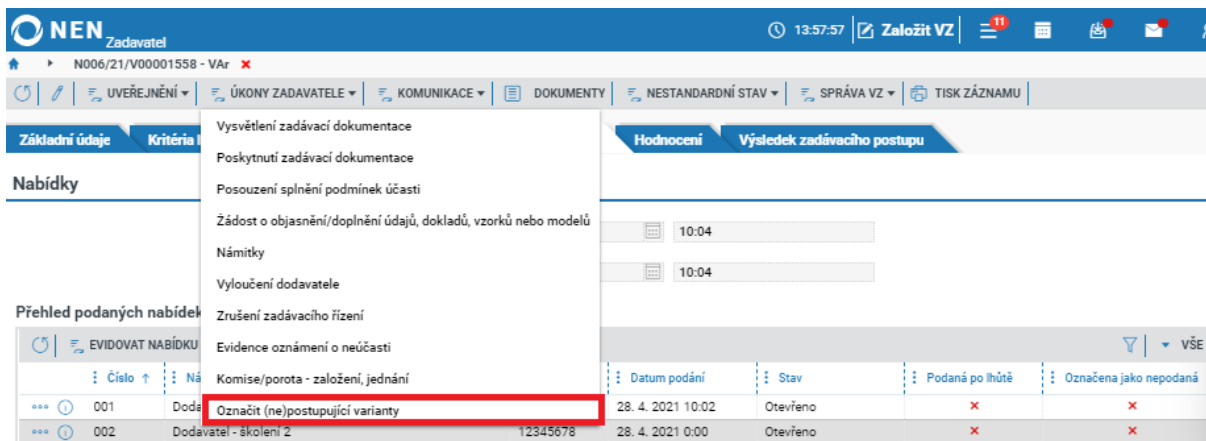 NEN Zadavatel 13:57:57 Založit VZ 11
N006/21/V00001558 - VAr
UVEŘEJNĚNÍ ÚKONY ZADAVATELE KOMUNIKACE DOKUMENTY NESTANDARDNÍ STAV SPRÁVA VZ TISK ZÁZNAMU
Základní údaje Kritéria Hodnocení Výsledek zadávacího postupu
Vysvětlení zadávací dokumentace
Poskytnutí zadávací dokumentace
Posouzení splnění podmínek účasti
Žádost o objasnění/doplnění údajů, dokladů, vzorků nebo modelů
Námitky
Vyloučení dodavatele
Zrušení zadávacího řízení
Evidence oznámení o neúčasti
Komise/porota - založení, jednání
Označit (ne)postupující varianty
Nabídky
10:04
10:04
Přehled podaných nabídek
EVIDOVAT NABÍDKU VŠE
Číslo Ná Datum podání Stav Podaná po lhůtě Označena jako nepodaná
001 Doda 28. 4. 2021 10:02 Otevřeno
002 Dodavatel - školení 2 12345678 28. 4. 2021 0:00 Otevřeno